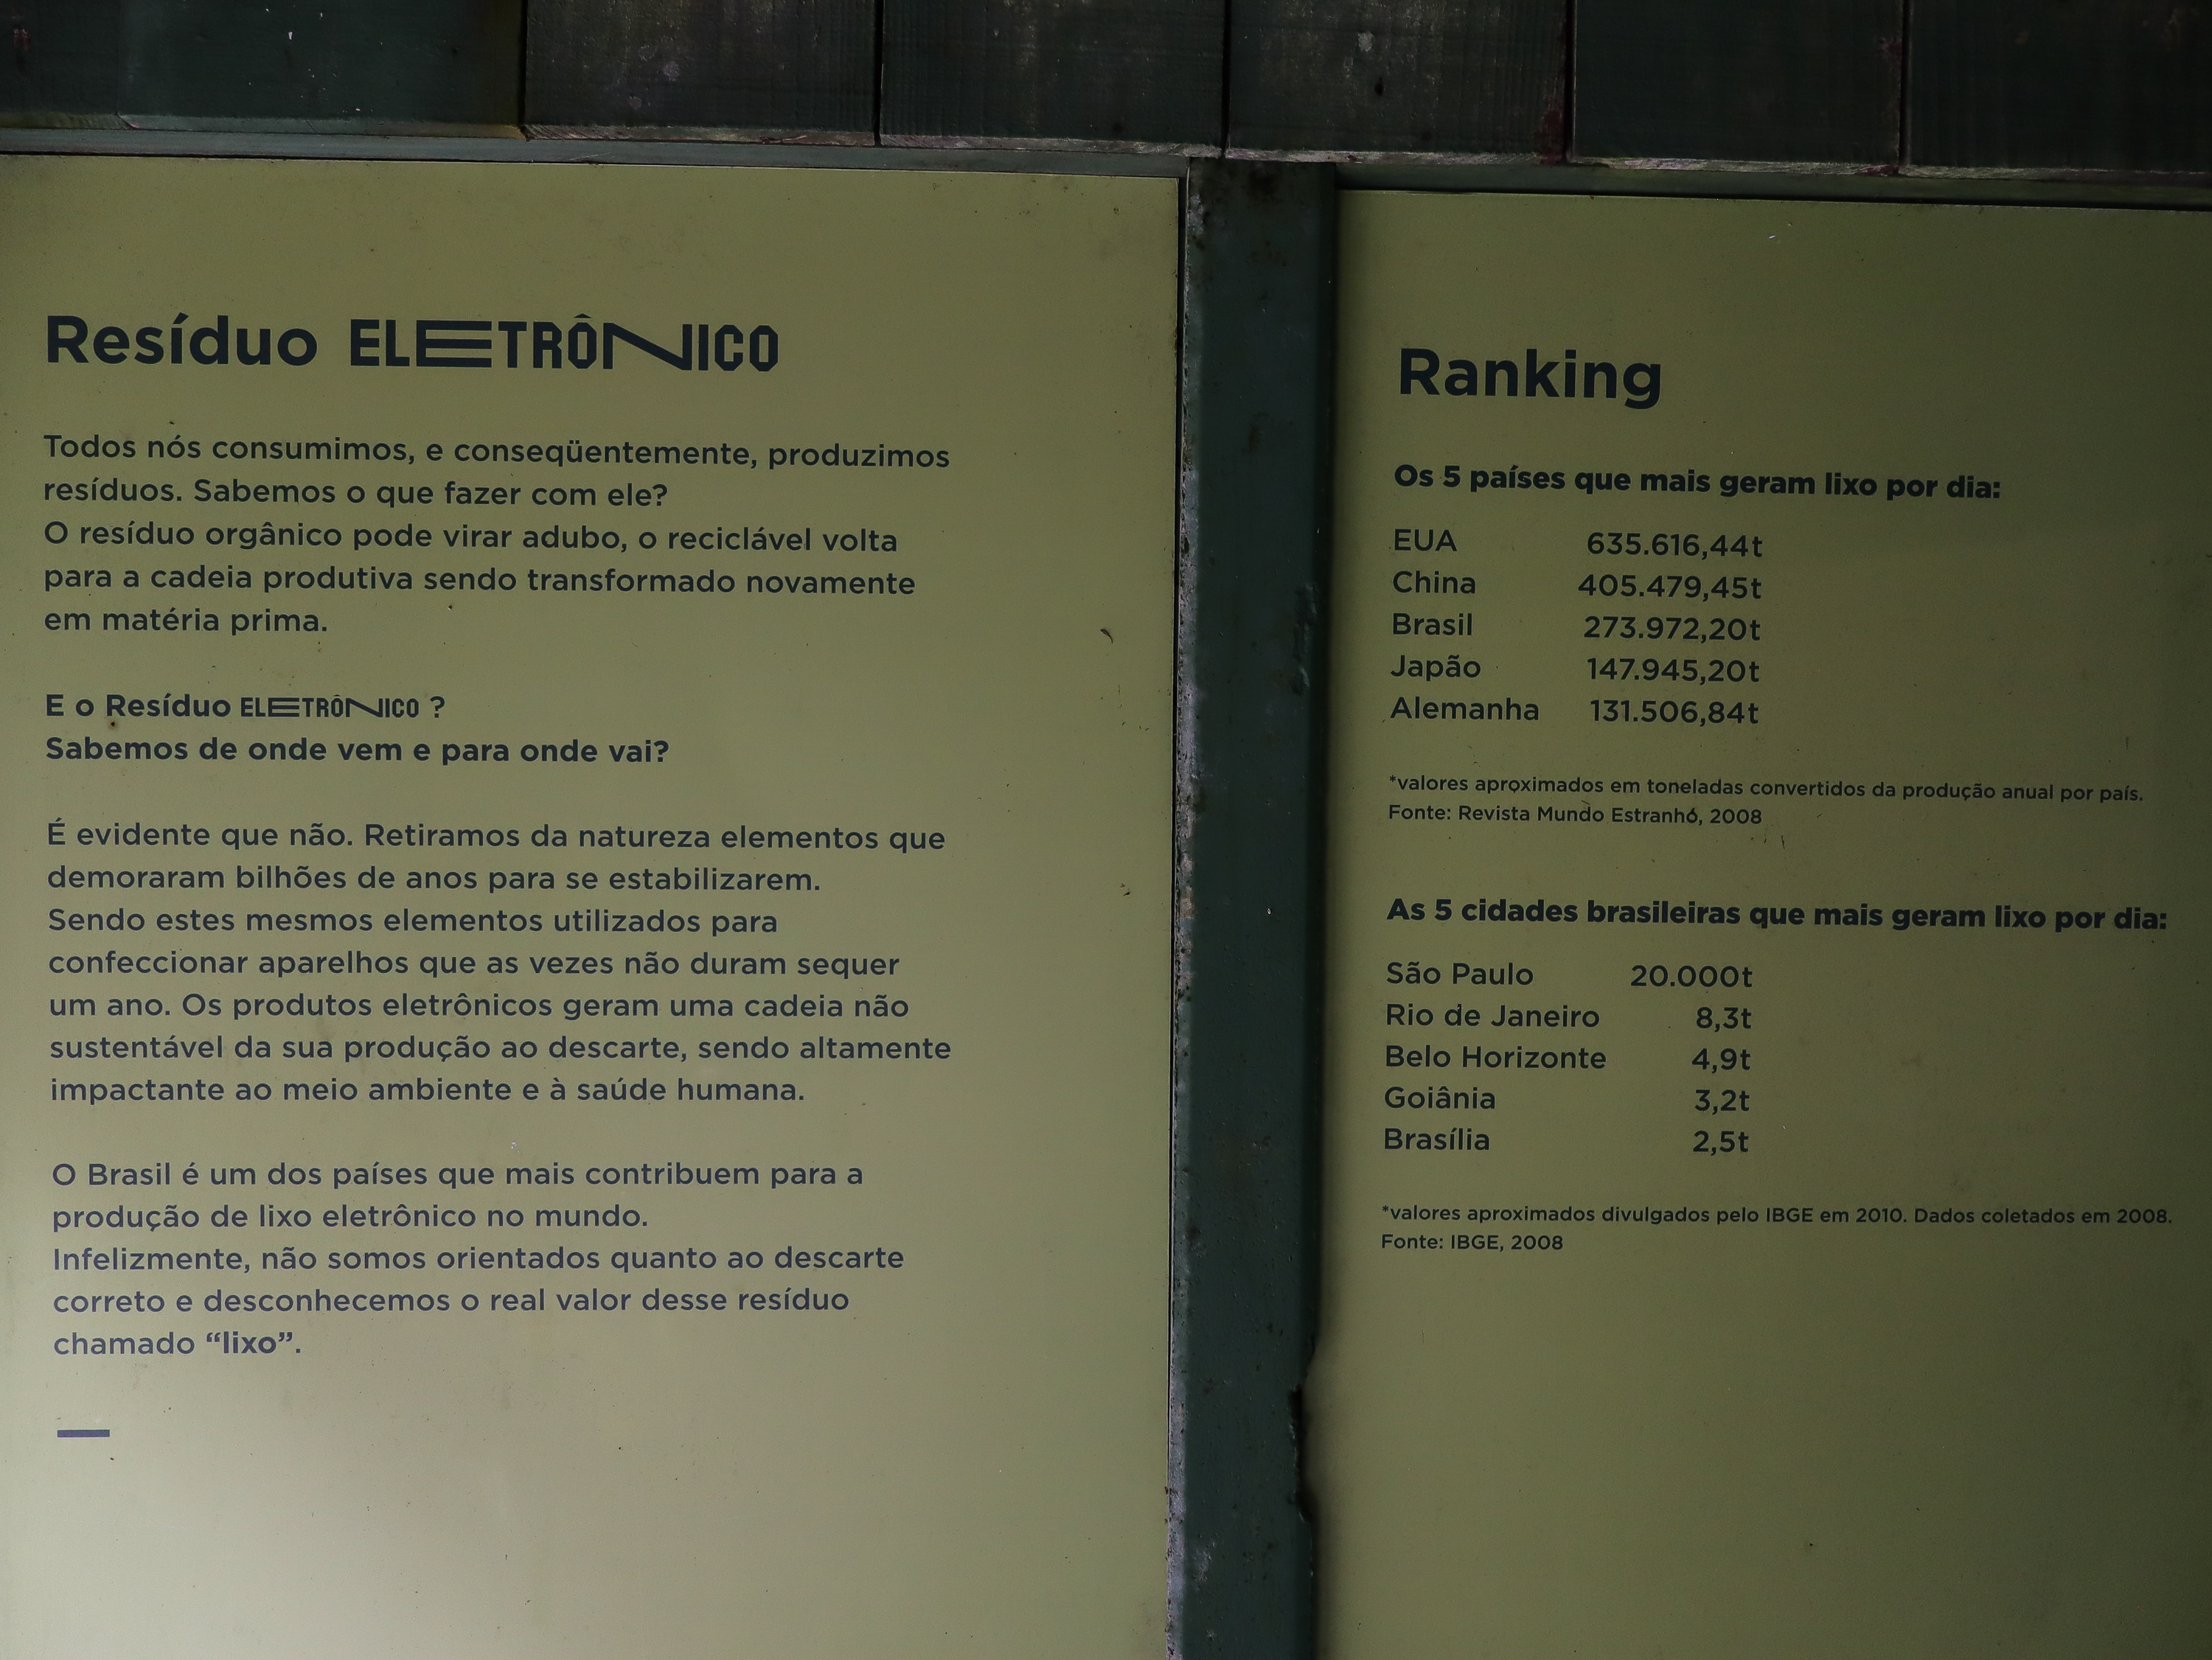 Resíduo ELETRÔNICO
Todos nós consumimos, e conseqüentemente, produzimos
resíduos. Sabemos o que fazer com ele?
O resíduo orgânico pode virar adubo, o reciclável volta
para a cadeia produtiva sendo transformado novamente
em matéria prima.
E o Resíduo ELETRÔNICO ?
Sabemos de onde vem e para onde vai?
É evidente que não. Retiramos da natureza elementos que
demoraram bilhões de anos para se estabilizarem.
Sendo estes mesmos elementos utilizados para
confeccionar aparelhos que as vezes não duram sequer
um ano. Os produtos eletrônicos geram uma cadeia não
sustentável da sua produção ao descarte, sendo altamente
impactante ao meio ambiente e à saúde humana.
O Brasil é um dos países que mais contribuem para a
produção de lixo eletrônico no mundo.
Infelizmente, não somos orientados quanto ao descarte
correto e desconhecemos o real valor desse resíduo
chamado “lixo”.
Ranking
Os 5 países que mais geram lixo por dia:
EUA 635.616,44t
China 405.479,45t
Brasil 273.972,20t
Japão 147.945,20t
Alemanha 131.506,84t
*valores aproximados em toneladas convertidos da produção anual por país.
Fonte: Revista Mundo Estranho, 2008
As 5 cidades brasileiras que mais geram lixo por dia:
São Paulo 20.000t
Rio de Janeiro 8,3t
Belo Horizonte 4,9t
Goiânia 3,2t
Brasília 2,5t
*valores aproximados divulgados pelo IBGE em 2010. Dados coletados em 2008.
Fonte: IBGE, 2008